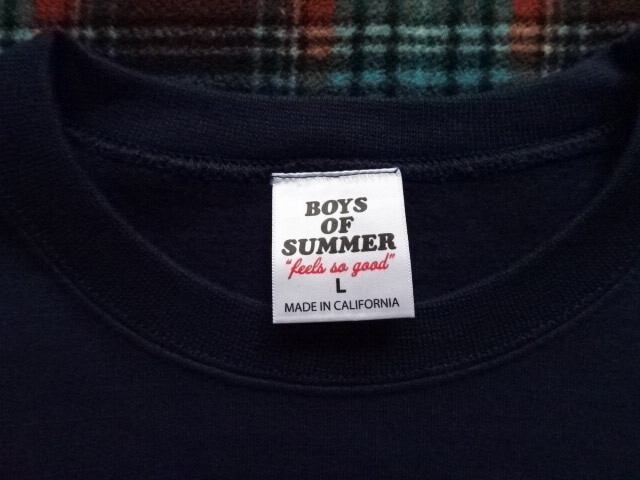 BOYS
OF
SUMMER
"feels so good"
L
MADE IN CALIFORNIA